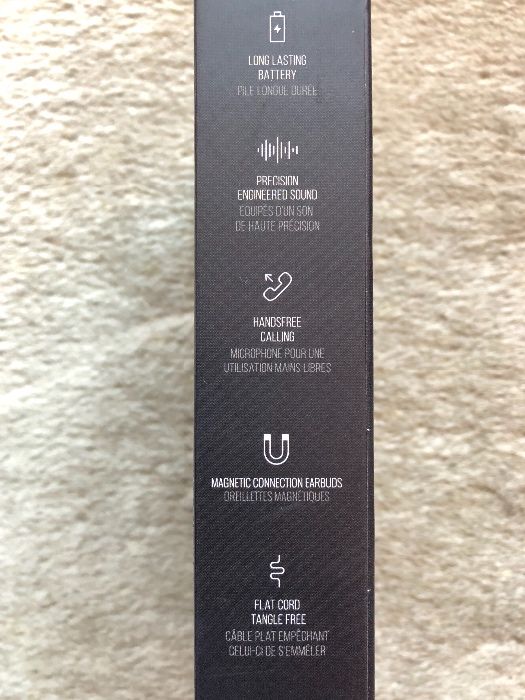 LONG LASTING
BATTERY
PILE LONGUE DURÉE
PRECISION
ENGINEERED SOUND
ÉQUIPÉS D'UN SON
DE HAUTE PRÉCISION
HANDSFREE
CALLING
MICROPHONE POUR UNE
UTILISATION MAINS LIBRES
MAGNETIC CONNECTION EARBUDS
OREILLETTES MAGNÉTIQUES
FLAT CORD
TANGLE FREE
CÂBLE PLAT EMPÊCHANT
CELUI-CI DE S'EMMÊLER